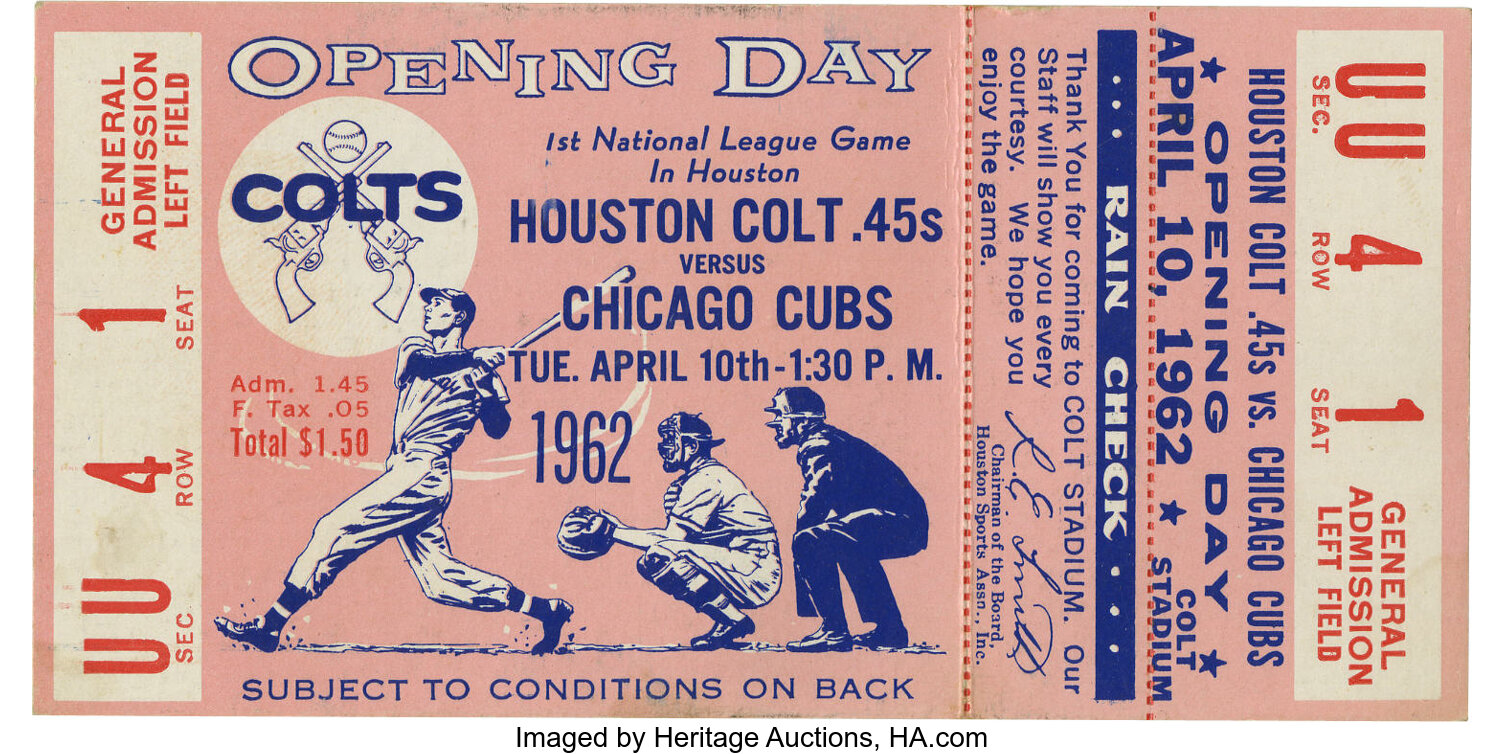 GENERAL
ADMISSION
LEFT FIELD
UU SEC
4 ROW
1 SEAT
OPENING DAY
COLTS
1st National League Game
In Houston
HOUSTON COLT .45s
VERSUS
CHICAGO CUBS
TUE. APRIL 10th-1:30 P. M.
1962
Adm. 1.45
F. Tax .05
Total $1.50
SUBJECT TO CONDITIONS ON BACK
Thank You for coming to COLT STADIUM. Our
Staff will show you every
courtesy. We hope you
enjoy the game.
R.E. Smith
Chairman of the Board,
Houston Sports Assn., Inc.
... RAIN CHECK ...
HOUSTON COLT .45s VS. CHICAGO CUBS
★ OPENING DAY ★
APRIL 10, 1962 ★ COLT
STADIUM
UU
SEC.
4
ROW
1
SEAT
GENERAL
ADMISSION
LEFT FIELD
Imaged by Heritage Auctions, HA.com